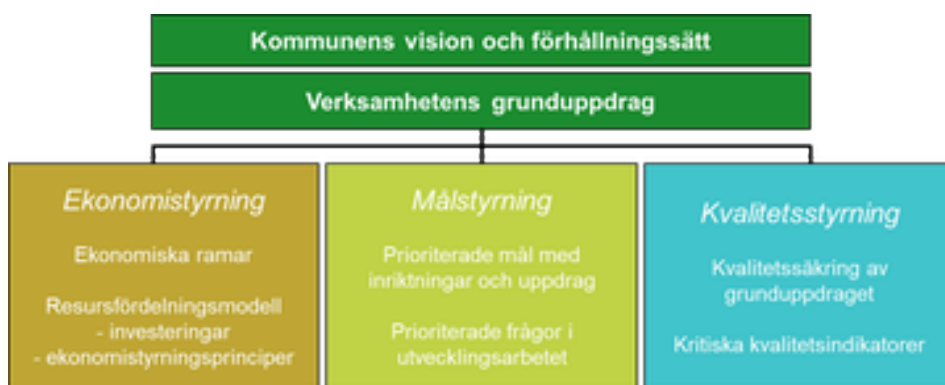 Kommunens vision och förhållningssätt
Verksamhetens grunduppdrag
Ekonomistyrning
Ekonomiska ramar
Resursfördelningsmodell
- investeringar
- ekonomistyrningsprinciper
Målstyrning
Prioriterade mål med
inriktningar och uppdrag
Prioriterade frågor i
utvecklingsarbetet
Kvalitetsstyrning
Kvalitetssäkring av
grunduppdraget
Kritiska kvalitetsindikatorer